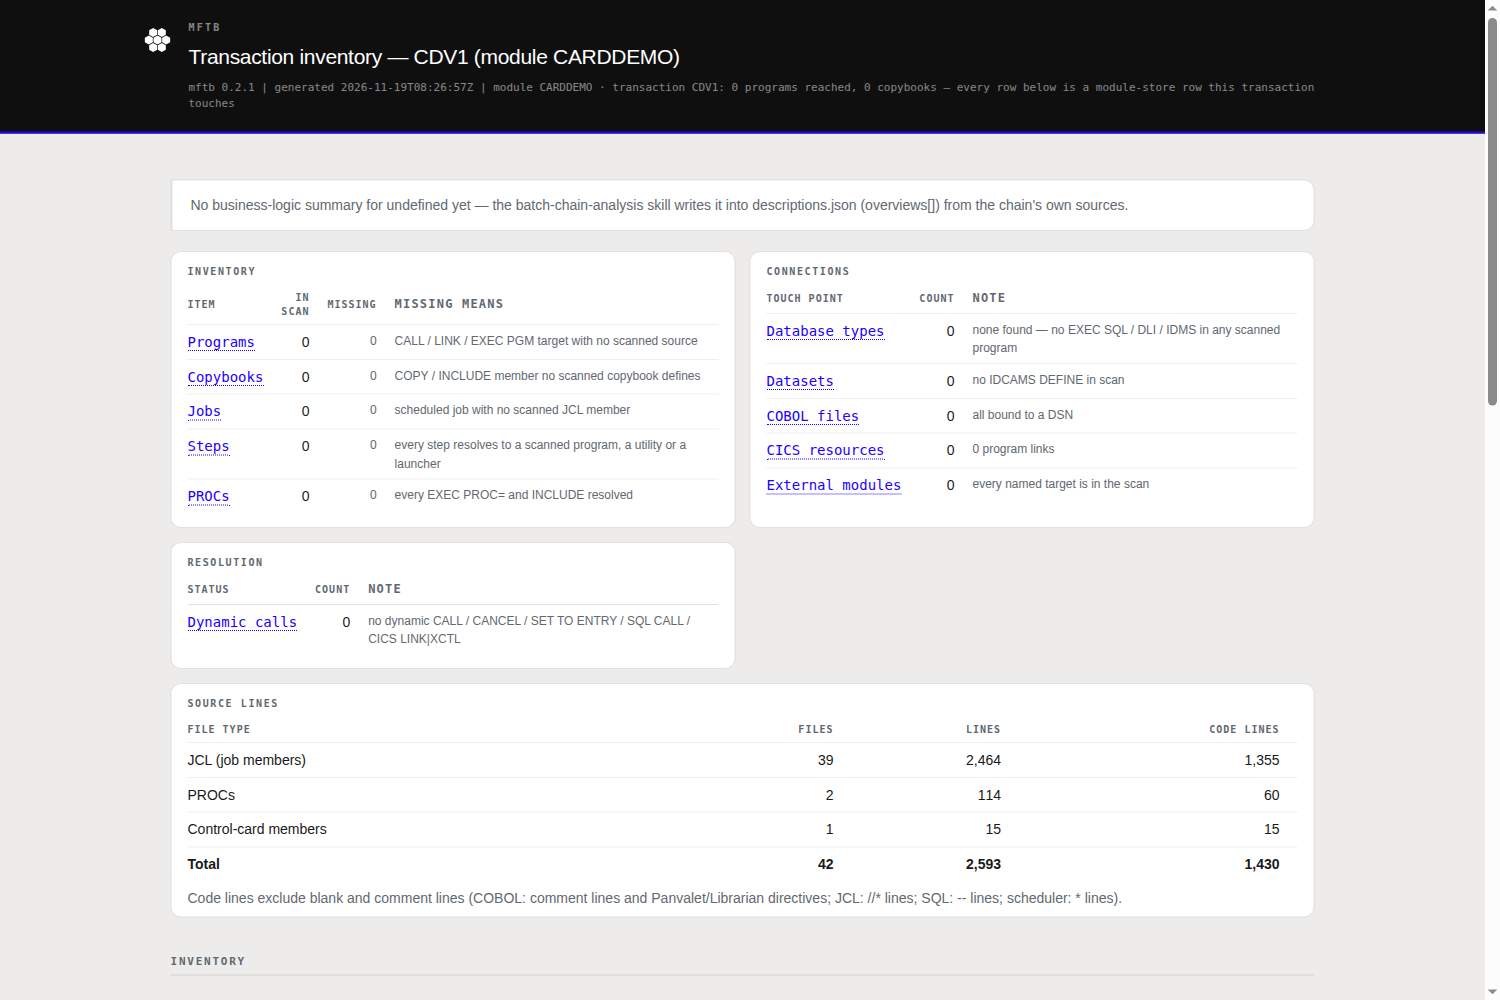 MFTB
Transaction inventory — CDV1 (module CARDDEMO)
mftb 0.2.1 | generated 2026-11-19T08:26:57Z | module CARDDEMO · transaction CDV1: 0 programs reached, 0 copybooks — every row below is a module-store row this transaction
touches
No business-logic summary for undefined yet — the batch-chain-analysis skill writes it into descriptions.json (overviews[]) from the chain's own sources.
INVENTORY
ITEM IN SCAN MISSING MISSING MEANS
Programs 0 0 CALL / LINK / EXEC PGM target with no scanned source
Copybooks 0 0 COPY / INCLUDE member no scanned copybook defines
Jobs 0 0 scheduled job with no scanned JCL member
Steps 0 0 every step resolves to a scanned program, a utility or a
launcher
PROCs 0 0 every EXEC PROC= and INCLUDE resolved
CONNECTIONS
TOUCH POINT COUNT NOTE
Database types 0 none found — no EXEC SQL / DLI / IDMS in any scanned
program
Datasets 0 no IDCAMS DEFINE in scan
COBOL files 0 all bound to a DSN
CICS resources 0 0 program links
External modules 0 every named target is in the scan
RESOLUTION
STATUS COUNT NOTE
Dynamic calls 0 no dynamic CALL / CANCEL / SET TO ENTRY / SQL CALL /
CICS LINK|XCTL
SOURCE LINES
FILE TYPE FILES LINES CODE LINES
JCL (job members) 39 2,464 1,355
PROCs 2 114 60
Control-card members 1 15 15
Total 42 2,593 1,430
Code lines exclude blank and comment lines (COBOL: comment lines and Panvalet/Librarian directives; JCL: //* lines; SQL: -- lines; scheduler: * lines).
INVENTORY